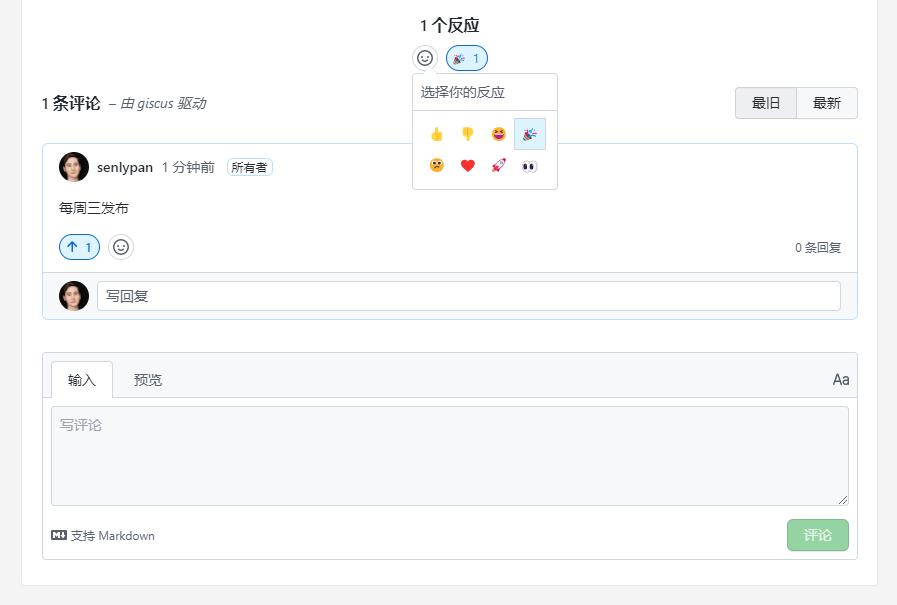 1 个反应
1
选择你的反应
1 条评论 – 由 giscus 驱动
最旧 最新
senlypan 1 分钟前 所有者
每周三发布
1
0 条回复
写回复
输入 预览 Aa
写评论
支持 Markdown
评论